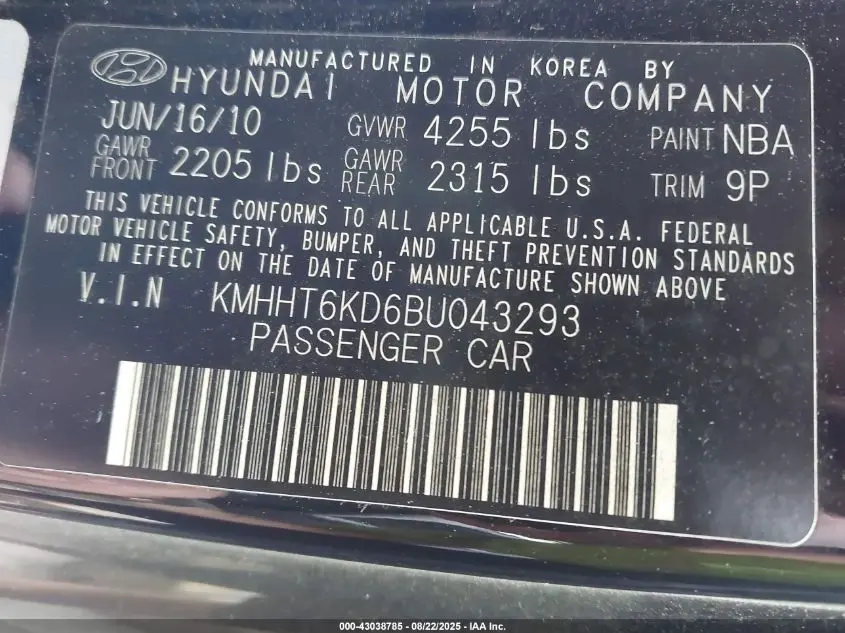 MANUFACTURED IN KOREA BY
HYUNDAI MOTOR COMPANY
JUN/16/10 GVWR 4255 lbs PAINT NBA
GAWR FRONT 2205 lbs GAWR REAR 2315 lbs TRIM 9P
THIS VEHICLE CONFORMS TO ALL APPLICABLE U.S.A. FEDERAL
MOTOR VEHICLE SAFETY, BUMPER, AND THEFT PREVENTION STANDARDS
IN EFFECT ON THE DATE OF MANUFACTURE SHOWN ABOVE
V.I.N KMHHT6KD6BU043293
PASSENGER CAR
000-43038785 - 08/22/2025 - IAA Inc.